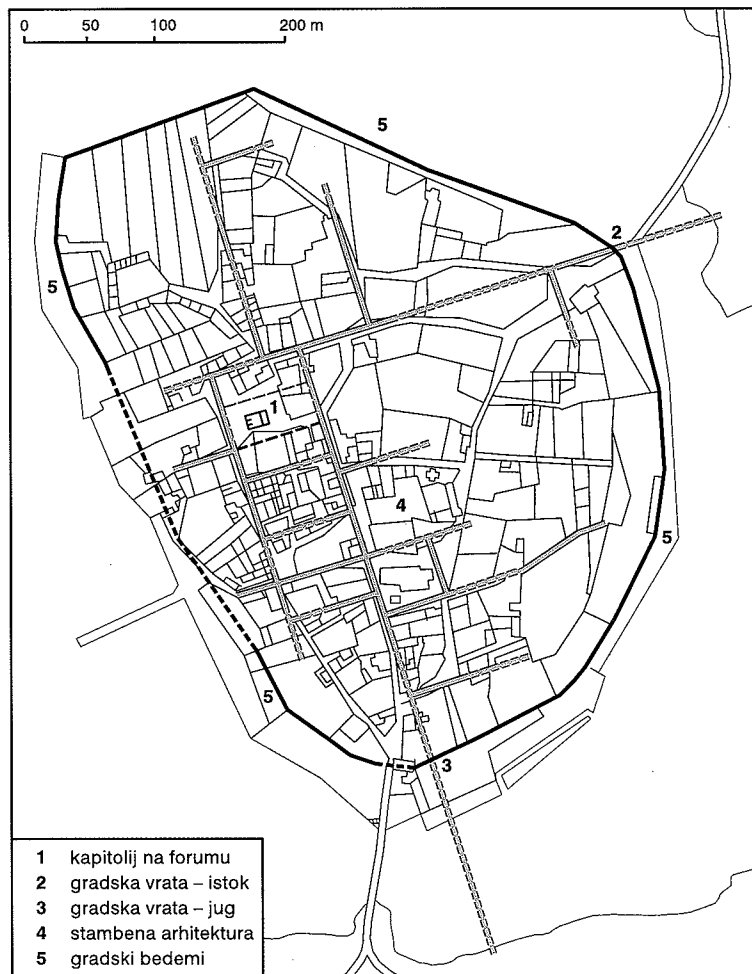 0 50 100 200 m
5
2
5
1
4
5
5
3
1 kapitolij na forumu
2 gradska vrata – istok
3 gradska vrata – jug
4 stambena arhitektura
5 gradski bedemi